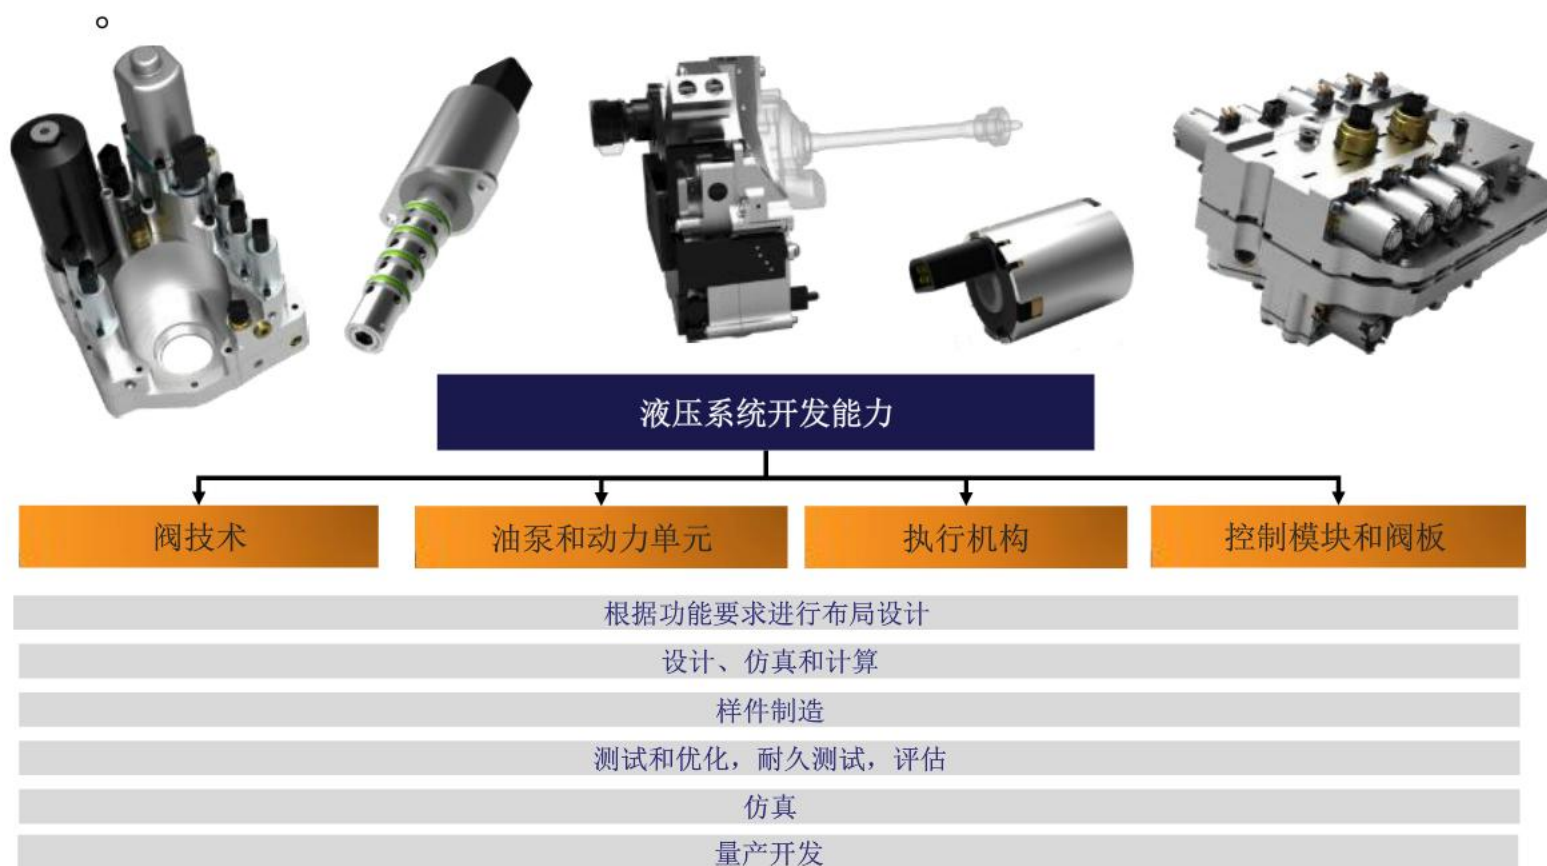 。
液压系统开发能力
阀技术
油泵和动力单元
执行机构
控制模块和阀板
根据功能要求进行布局设计
设计、仿真和计算
样件制造
测试和优化，耐久测试，评估
仿真
量产开发